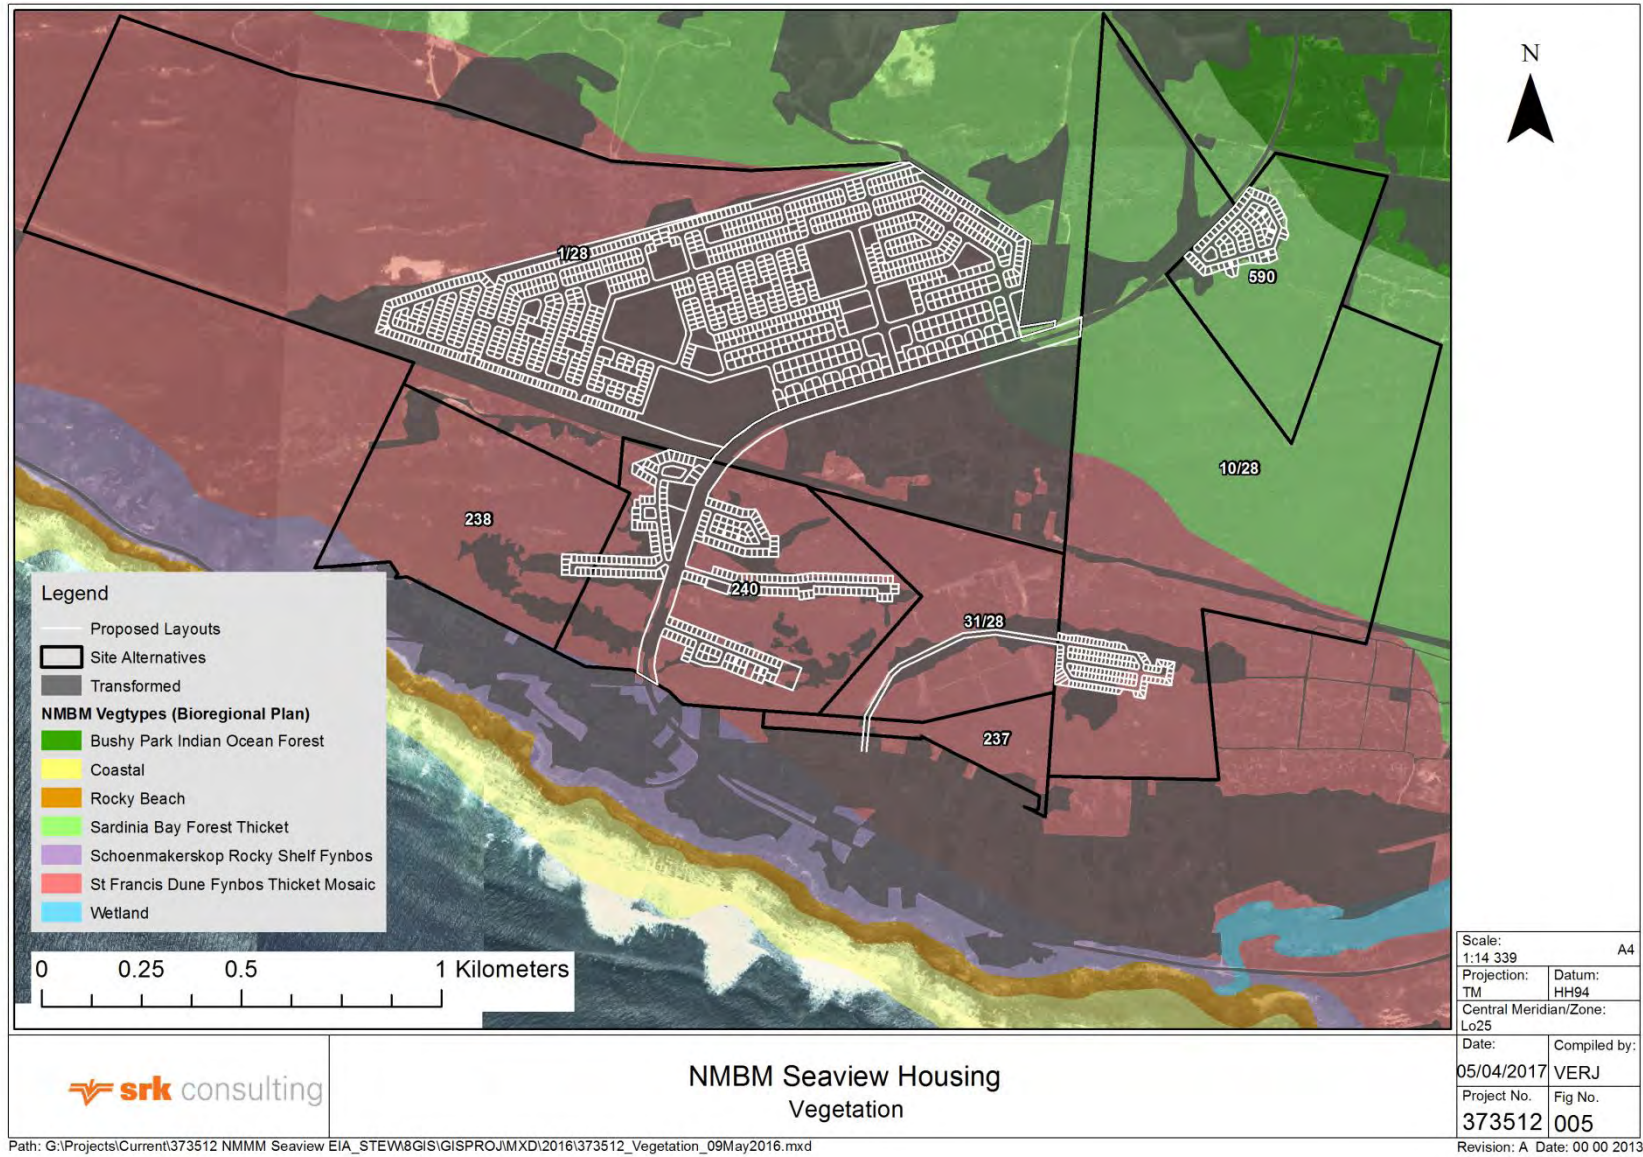 1/28
590
10/28
238
240
31/28
237
N
Legend
Proposed Layouts
Site Alternatives
Transformed
NMBM Vegtypes (Bioregional Plan)
Bushy Park Indian Ocean Forest
Coastal
Rocky Beach
Sardinia Bay Forest Thicket
Schoenmakerskop Rocky Shelf Fynbos
St Francis Dune Fynbos Thicket Mosaic
Wetland
0 0.25 0.5 1 Kilometers
Scale:
1:14 339 A4
Projection: Datum:
TM HH94
Central Meridian/Zone:
Lo25
Date: Compiled by:
05/04/2017 VERJ
Project No. Fig No.
373512 005
srk consulting
NMBM Seaview Housing
Vegetation
Path: G:\Projects\Current\373512 NMMM Seaview EIA_STEW\8GIS\GISPROJ\MXD\2016\373512_Vegetation_09May2016.mxd
Revision: A Date: 00 00 2013